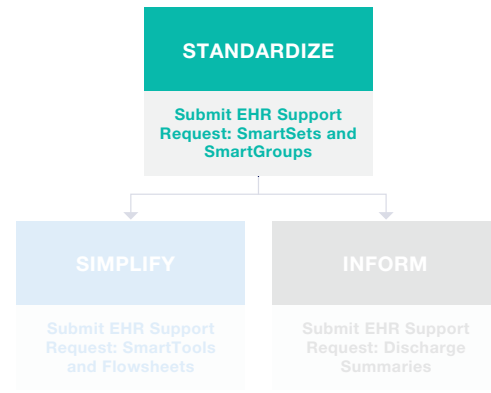 STANDARDIZE
Submit EHR Support
Request: SmartSets and
SmartGroups
SIMPLIFY
Submit EHR Support
Request: SmartTools
and Flowsheets
INFORM
Submit EHR Support
Request: Discharge
Summaries